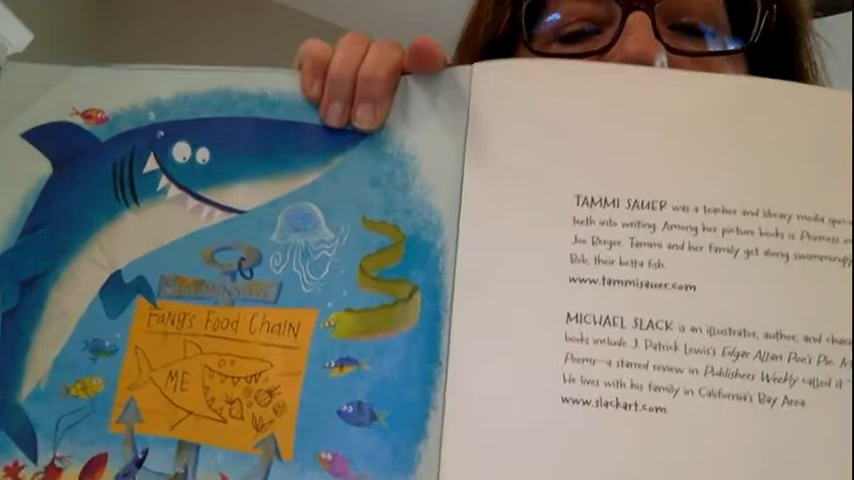 FANG'S FOOD CHAIN
ME
TAMMI SAUER was a teacher and library media
teeth into writing. Among her picture books is Princess
Joe Berger. Tammi and her family get along swimmingly
Bob, their betta fish.
www.tammisauer.com
MICHAEL SLACK is an illustrator, author, and
books include J. Patrick Lewis's Edgar Allan Poe's Pie:
Poems—a starred review in Publishers Weekly called it
He lives with his family in California's Bay Area.
www.slackart.com